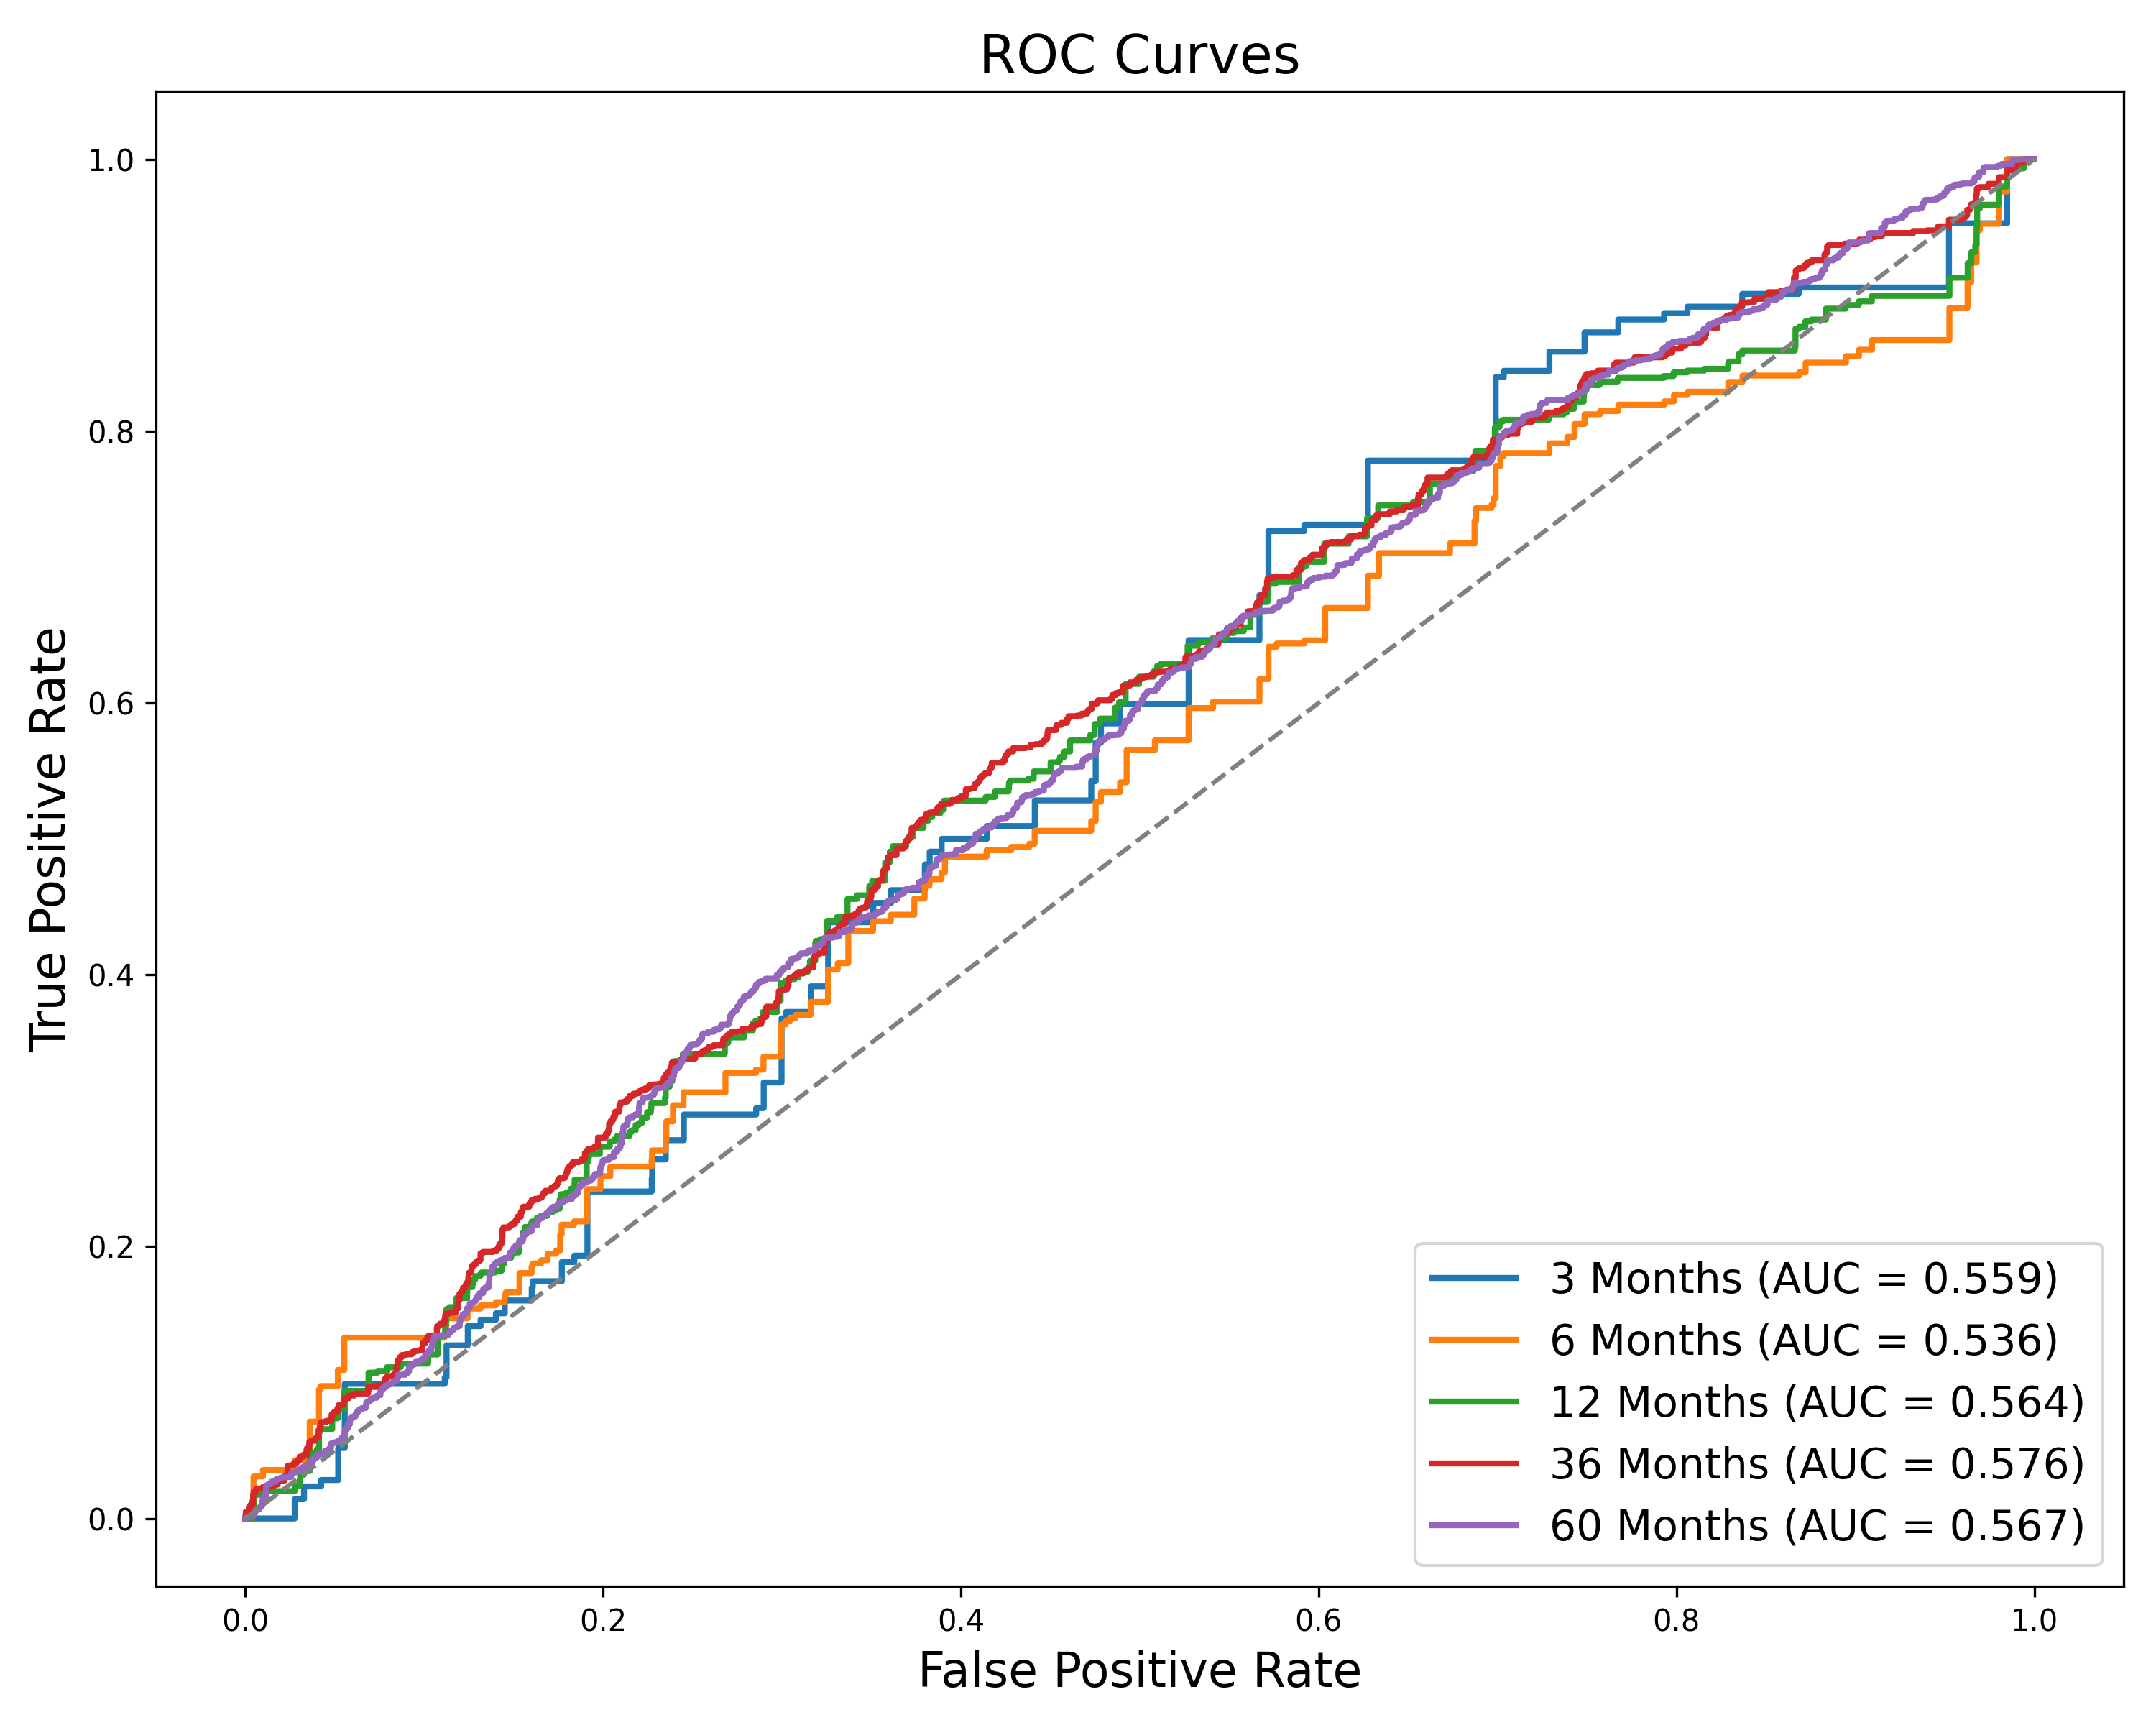 ROC Curves
True Positive Rate
1.0
0.8
0.6
0.4
0.2
0.0
0.0 0.2 0.4 0.6 0.8 1.0
False Positive Rate
3 Months (AUC = 0.559)
6 Months (AUC = 0.536)
12 Months (AUC = 0.564)
36 Months (AUC = 0.576)
60 Months (AUC = 0.567)